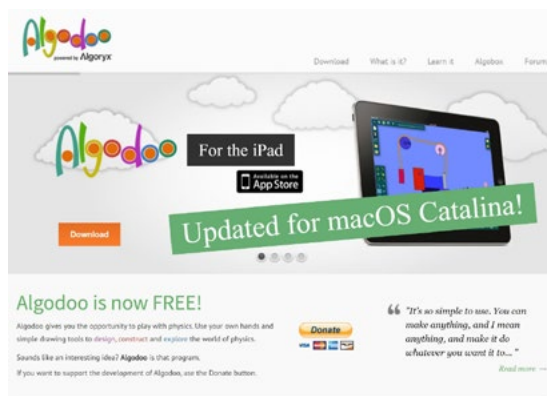 Algodoo
powered by Algoryx
Download What is it? Learn it Algobox Forum
Algodoo
For the iPad
Available on the
App Store
Download
Updated for macOS Catalina!
Algodoo is now FREE!
Algodoo gives you the opportunity to play with physics. Use your own hands and
simple drawing tools to design, construct and explore the world of physics.
Sounds like an interesting idea? Algodoo is that program.
If you want to support the development of Algodoo, use the Donate button.
Donate
VISA
"It's so simple to use. You can
make anything, and I mean
anything, and make it do
whatever you want it to... "
Read more →